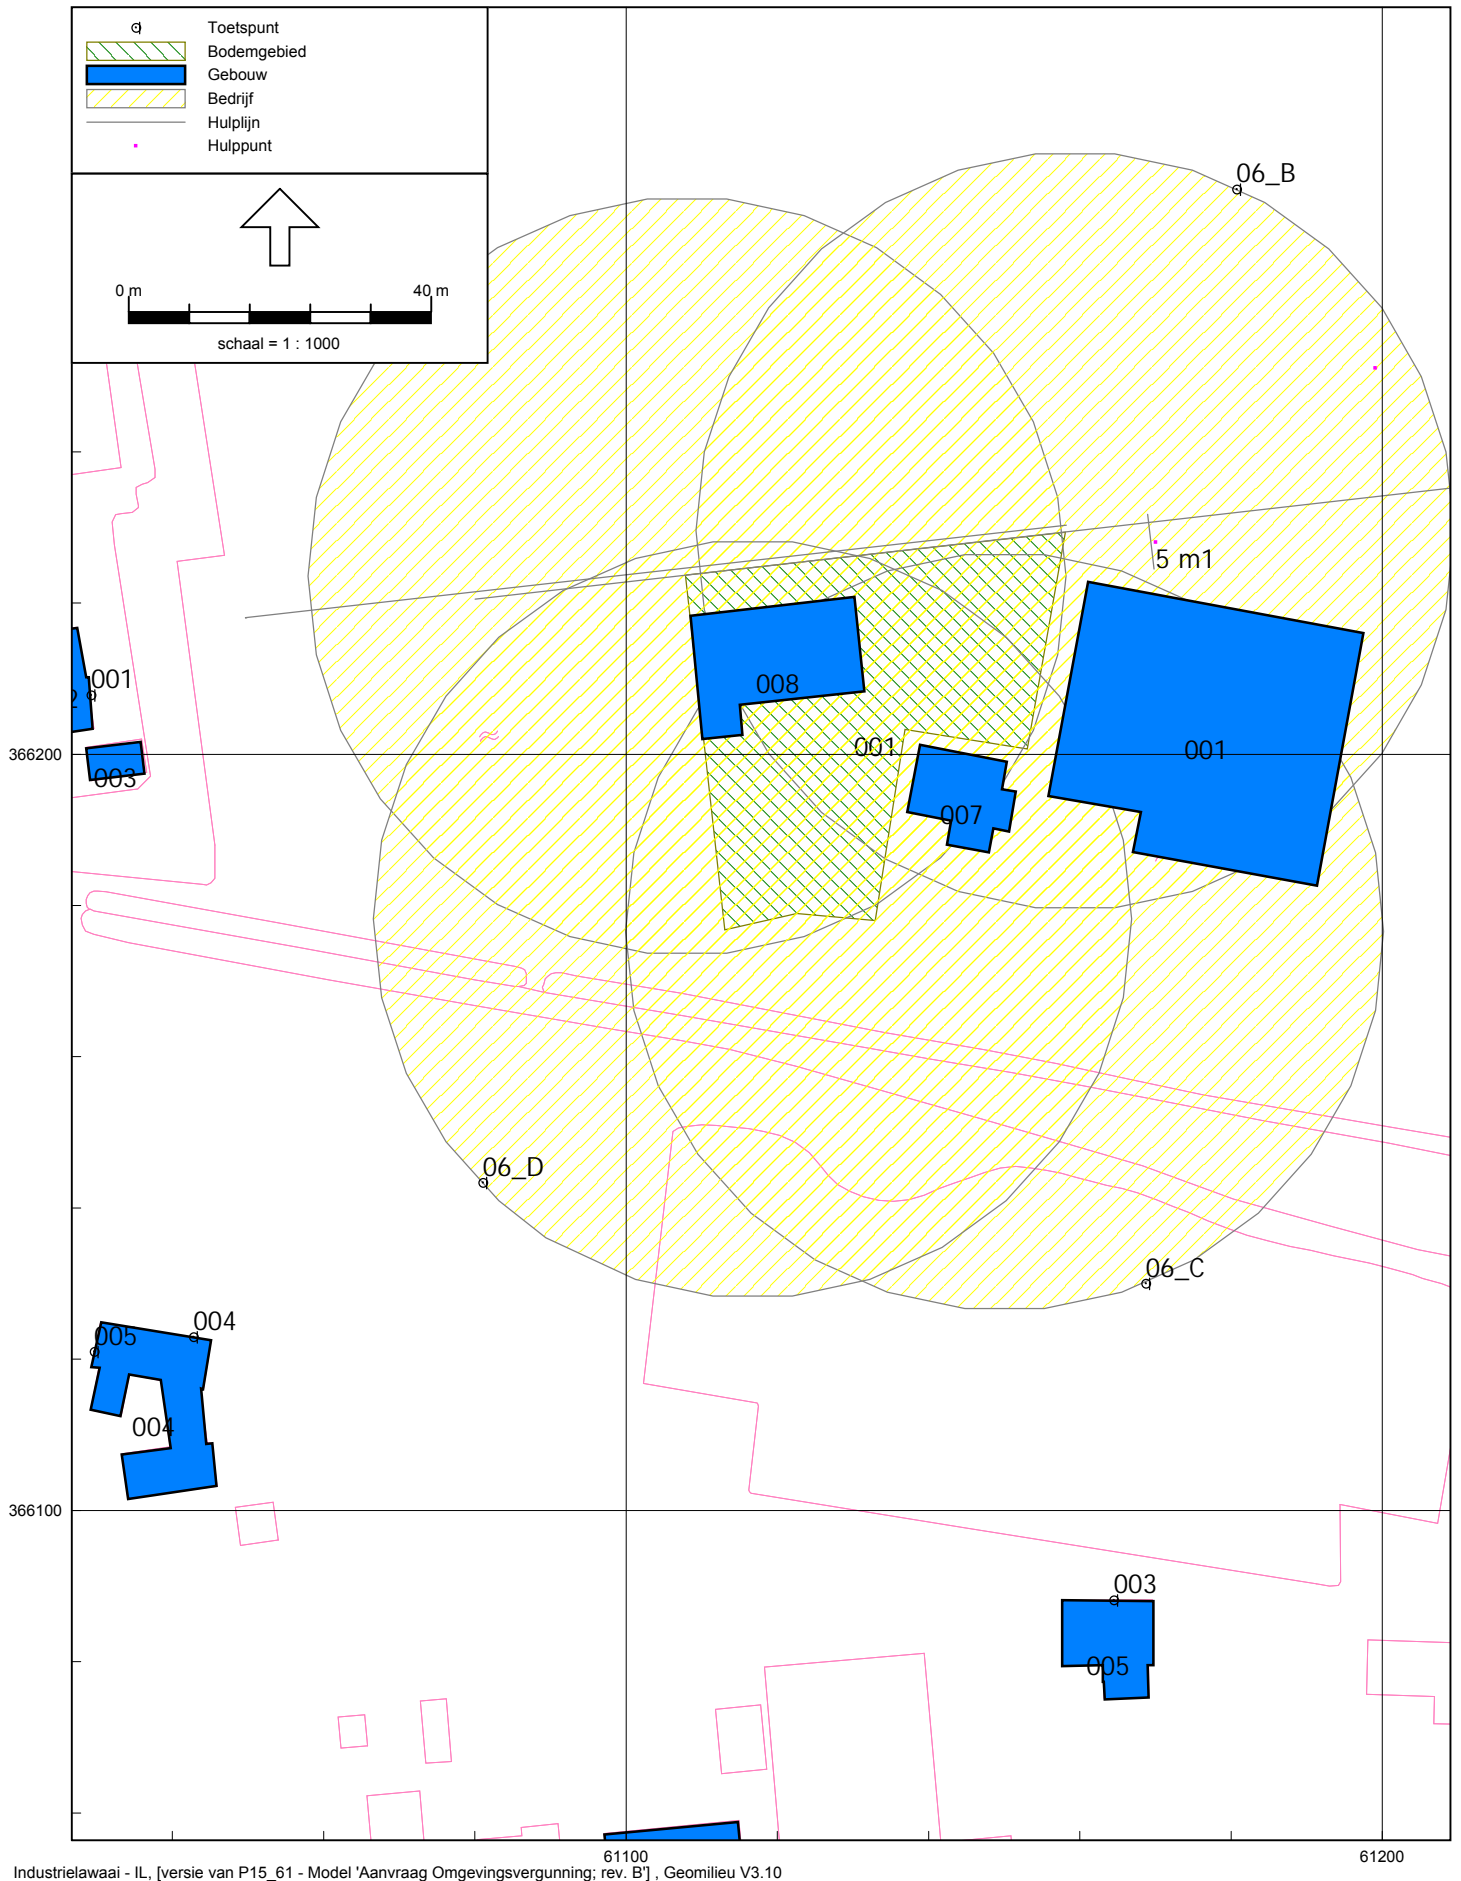 Toetspunt
Bodemgebied
Gebouw
Bedrijf
Hulplijn
Hulppunt
0 m
40 m
schaal = 1 : 1000
06_B
5 m1
001
2
008
001
001
366200
003
007
06_D
06_C
004
005
004
366100
003
005
61100
61200
Industrielawaai - IL, [versie van P15_61 - Model 'Aanvraag Omgevingsvergunning; rev. B'] , Geomilieu V3.10